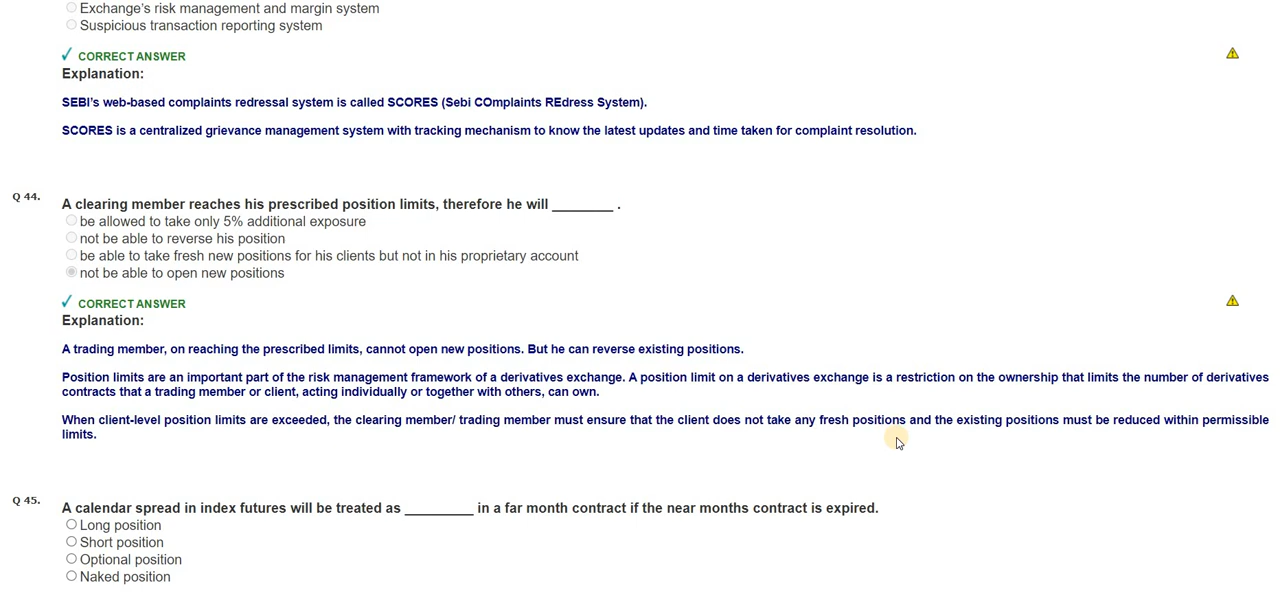 Exchange's risk management and margin system
Suspicious transaction reporting system
✓ CORRECT ANSWER
Explanation:
SEBI's web-based complaints redressal system is called SCORES (Sebi COmplaints REdress System).
SCORES is a centralized grievance management system with tracking mechanism to know the latest updates and time taken for complaint resolution.
Q 44.
A clearing member reaches his prescribed position limits, therefore he will ________ .
be allowed to take only 5% additional exposure
not be able to reverse his position
be able to take fresh new positions for his clients but not in his proprietary account
not be able to open new positions
✓ CORRECT ANSWER
Explanation:
A trading member, on reaching the prescribed limits, cannot open new positions. But he can reverse existing positions.
Position limits are an important part of the risk management framework of a derivatives exchange. A position limit on a derivatives exchange is a restriction on the ownership that limits the number of derivatives
contracts that a trading member or client, acting individually or together with others, can own.
When client-level position limits are exceeded, the clearing member/ trading member must ensure that the client does not take any fresh positions and the existing positions must be reduced within permissible
limits.
Q 45.
A calendar spread in index futures will be treated as _________ in a far month contract if the near months contract is expired.
Long position
Short position
Optional position
Naked position